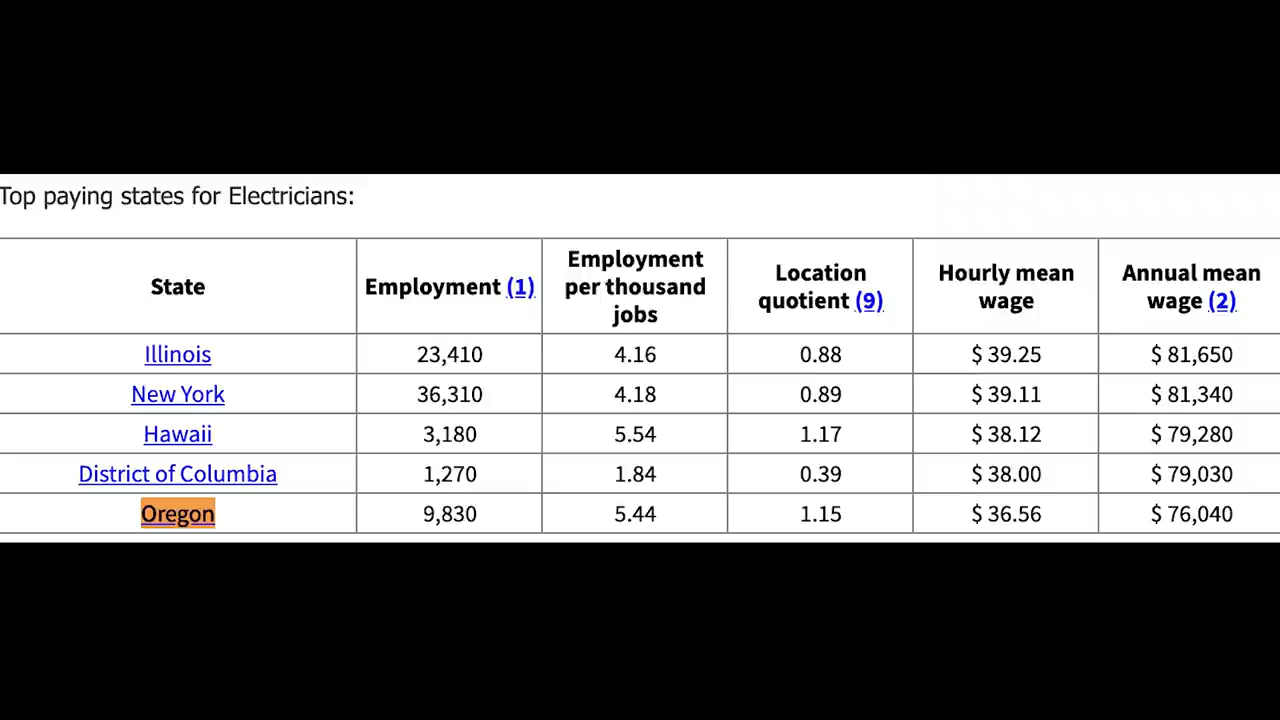 Top paying states for Electricians:
State Employment (1) Employment per thousand jobs Location quotient (9) Hourly mean wage Annual mean wage (2)
Illinois 23,410 4.16 0.88 $ 39.25 $ 81,650
New York 36,310 4.18 0.89 $ 39.11 $ 81,340
Hawaii 3,180 5.54 1.17 $ 38.12 $ 79,280
District of Columbia 1,270 1.84 0.39 $ 38.00 $ 79,030
Oregon 9,830 5.44 1.15 $ 36.56 $ 76,040